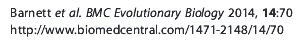 Barnett et al. BMC Evolutionary Biology 2014, 14:70
http://www.biomedcentral.com/1471-2148/14/70